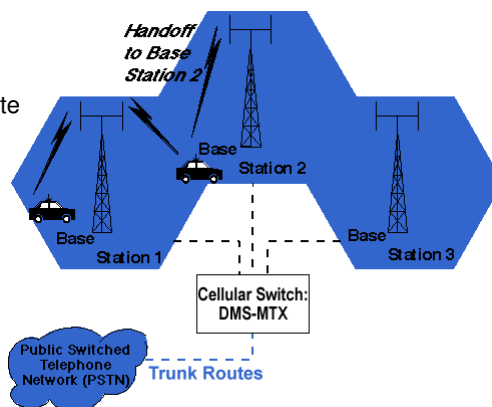 Handoff
to Base
Station 2
te
Base
Station 2
Base
Station 1
Base
Station 3
Cellular Switch:
DMS-MTX
Public Switched
Telephone
Network (PSTN)
Trunk Routes